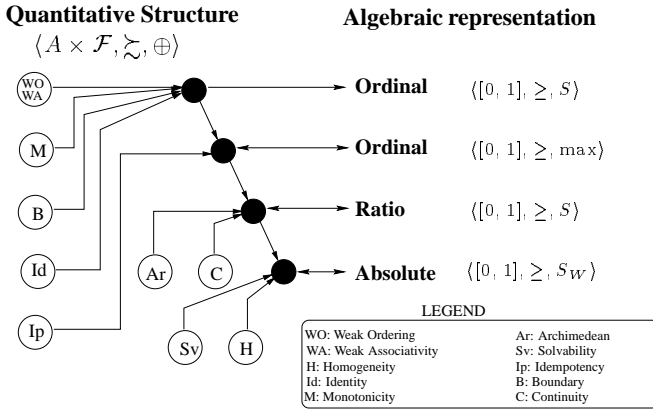 Quantitative Structure
Algebraic representation
⟨A × ℱ, ≿, ⊕⟩
WO
WA
Ordinal ⟨[0, 1], ≥, S⟩
M
Ordinal ⟨[0, 1], ≥, max⟩
B
Ratio ⟨[0, 1], ≥, S⟩
Id
Ar
C
Absolute ⟨[0, 1], ≥, S_W⟩
Ip
Sv
H
LEGEND
WO: Weak Ordering
WA: Weak Associativity
H: Homogeneity
Id: Identity
M: Monotonicity
Ar: Archimedean
Sv: Solvability
Ip: Idempotency
B: Boundary
C: Continuity